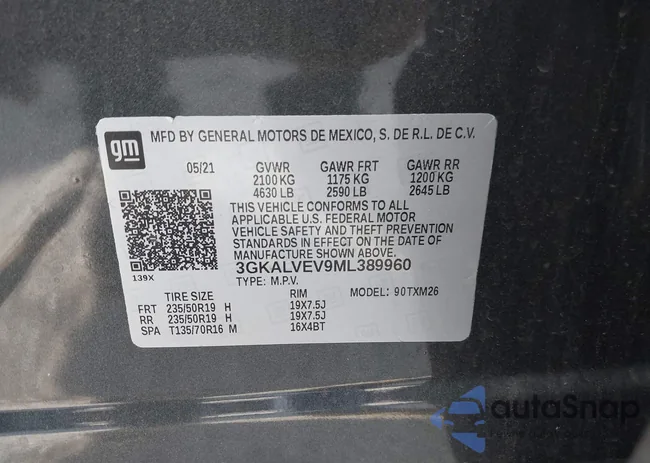 gm
MFD BY GENERAL MOTORS DE MEXICO, S. DE R.L. DE C.V.
05/21 GVWR GAWR FRT GAWR RR
2100 KG 1175 KG 1200 KG
4630 LB 2590 LB 2645 LB
THIS VEHICLE CONFORMS TO ALL
APPLICABLE U.S. FEDERAL MOTOR
VEHICLE SAFETY AND THEFT PREVENTION
STANDARDS IN EFFECT ON THE DATE OF
MANUFACTURE SHOWN ABOVE.
139X
3GKALVEV9ML389960
TYPE: M.P.V.
TIRE SIZE RIM MODEL: 90TXM26
FRT 235/50R19 H 19X7.5J
RR 235/50R19 H 19X7.5J
SPA T135/70R16 M 16X4BT
autoSnap